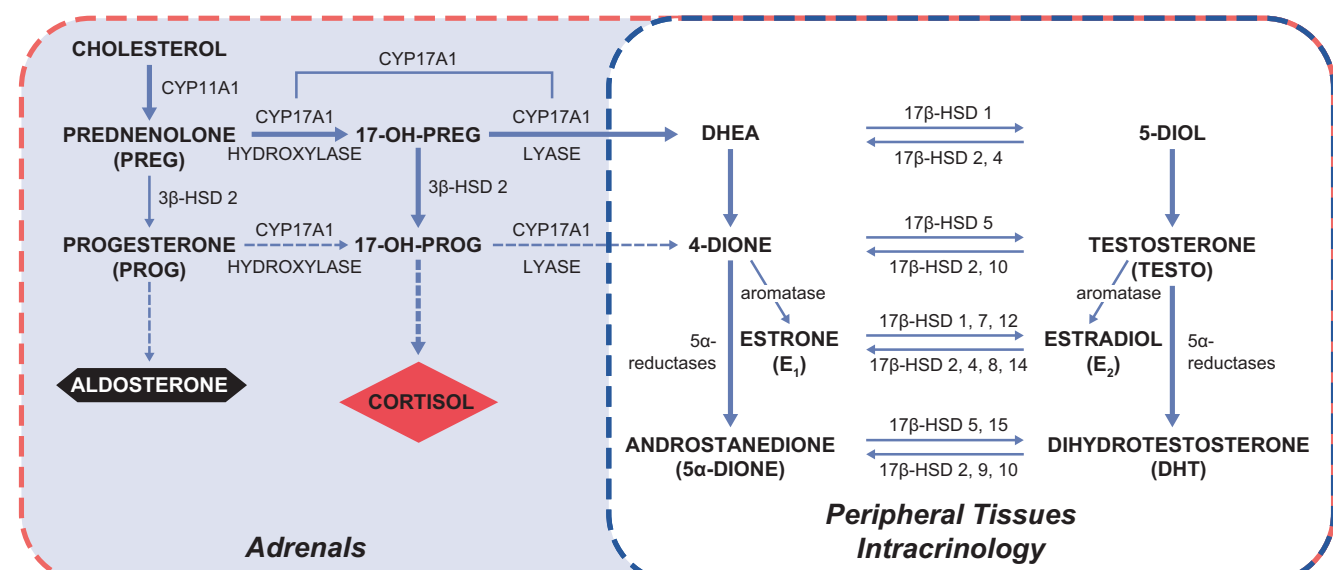 CHOLESTEROL
CYP11A1
CYP17A1
PREDNENOLONE
(PREG)
CYP17A1
HYDROXYLASE
17-OH-PREG
CYP17A1
LYASE
3β-HSD 2
3β-HSD 2
PROGESTERONE
(PROG)
CYP17A1
HYDROXYLASE
17-OH-PROG
CYP17A1
LYASE
ALDOSTERONE
CORTISOL
Adrenals
DHEA
17β-HSD 1
17β-HSD 2, 4
5-DIOL
4-DIONE
17β-HSD 5
17β-HSD 2, 10
TESTOSTERONE
(TESTO)
aromatase
aromatase
5α-
reductases
ESTRONE
(E₁)
17β-HSD 1, 7, 12
17β-HSD 2, 4, 8, 14
ESTRADIOL
(E₂)
5α-
reductases
ANDROSTANEDIONE
(5α-DIONE)
17β-HSD 5, 15
17β-HSD 2, 9, 10
DIHYDROTESTOSTERONE
(DHT)
Peripheral Tissues
Intracrinology